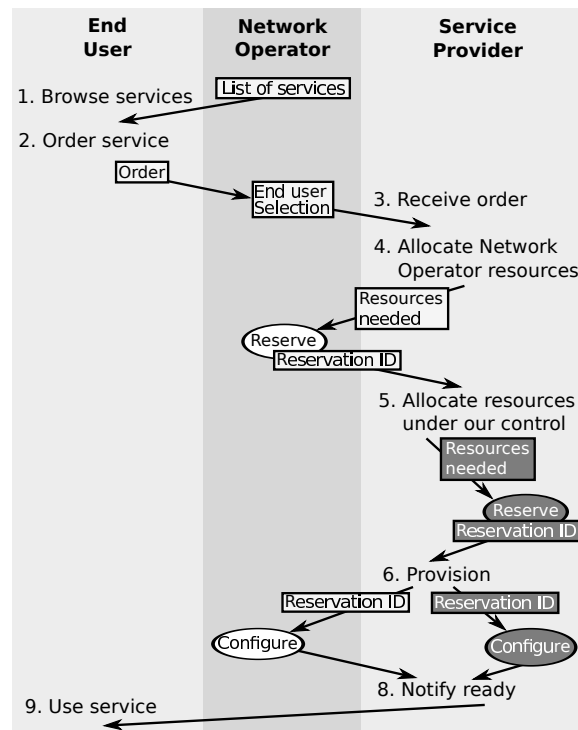 End
User
Network
Operator
Service
Provider
List of services
1. Browse services
2. Order service
Order
End user
Selection
3. Receive order
4. Allocate Network
Operator resources
Resources
needed
Reserve
Reservation ID
5. Allocate resources
under our control
Resources
needed
Reserve
Reservation ID
6. Provision
Reservation ID
Reservation ID
Configure
Configure
8. Notify ready
9. Use service